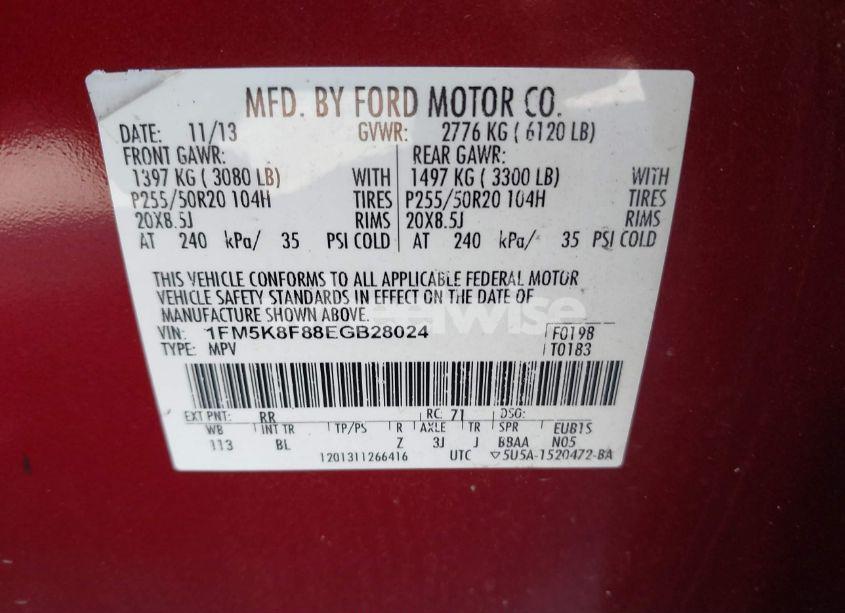 MFD. BY FORD MOTOR CO.
DATE: 11/13 GVWR: 2776 KG ( 6120 LB)
FRONT GAWR: REAR GAWR:
1397 KG ( 3080 LB) WITH 1497 KG ( 3300 LB) WITH
P255/50R20 104H TIRES P255/50R20 104H TIRES
20X8.5J RIMS 20X8.5J RIMS
AT 240 kPa/ 35 PSI COLD AT 240 kPa/ 35 PSI COLD
THIS VEHICLE CONFORMS TO ALL APPLICABLE FEDERAL MOTOR
VEHICLE SAFETY STANDARDS IN EFFECT ON THE DATE OF
MANUFACTURE SHOWN ABOVE.
VIN: 1FM5K8F88EGB28024 F0198
TYPE: MPV T0183
EXT PNT: RR RC: 71 DSO:
WB INT TR TP/PS R AXLE TR SPR EUB1S
113 BL Z 3J J BBAA N05
1201311266416 UTC ▽5U5A-1520472-BA